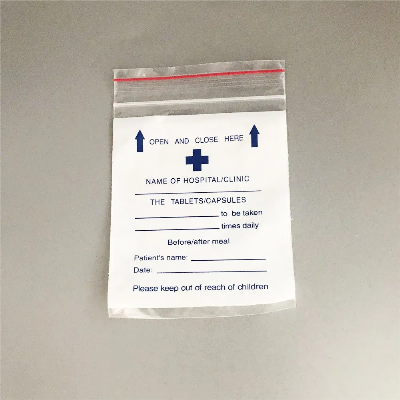 OPEN AND CLOSE HERE
NAME OF HOSPITAL/CLINIC
THE TABLETS/CAPSULES
to be taken
times daily
Before/after meal
Patient's name:
Date:
Please keep out of reach of children